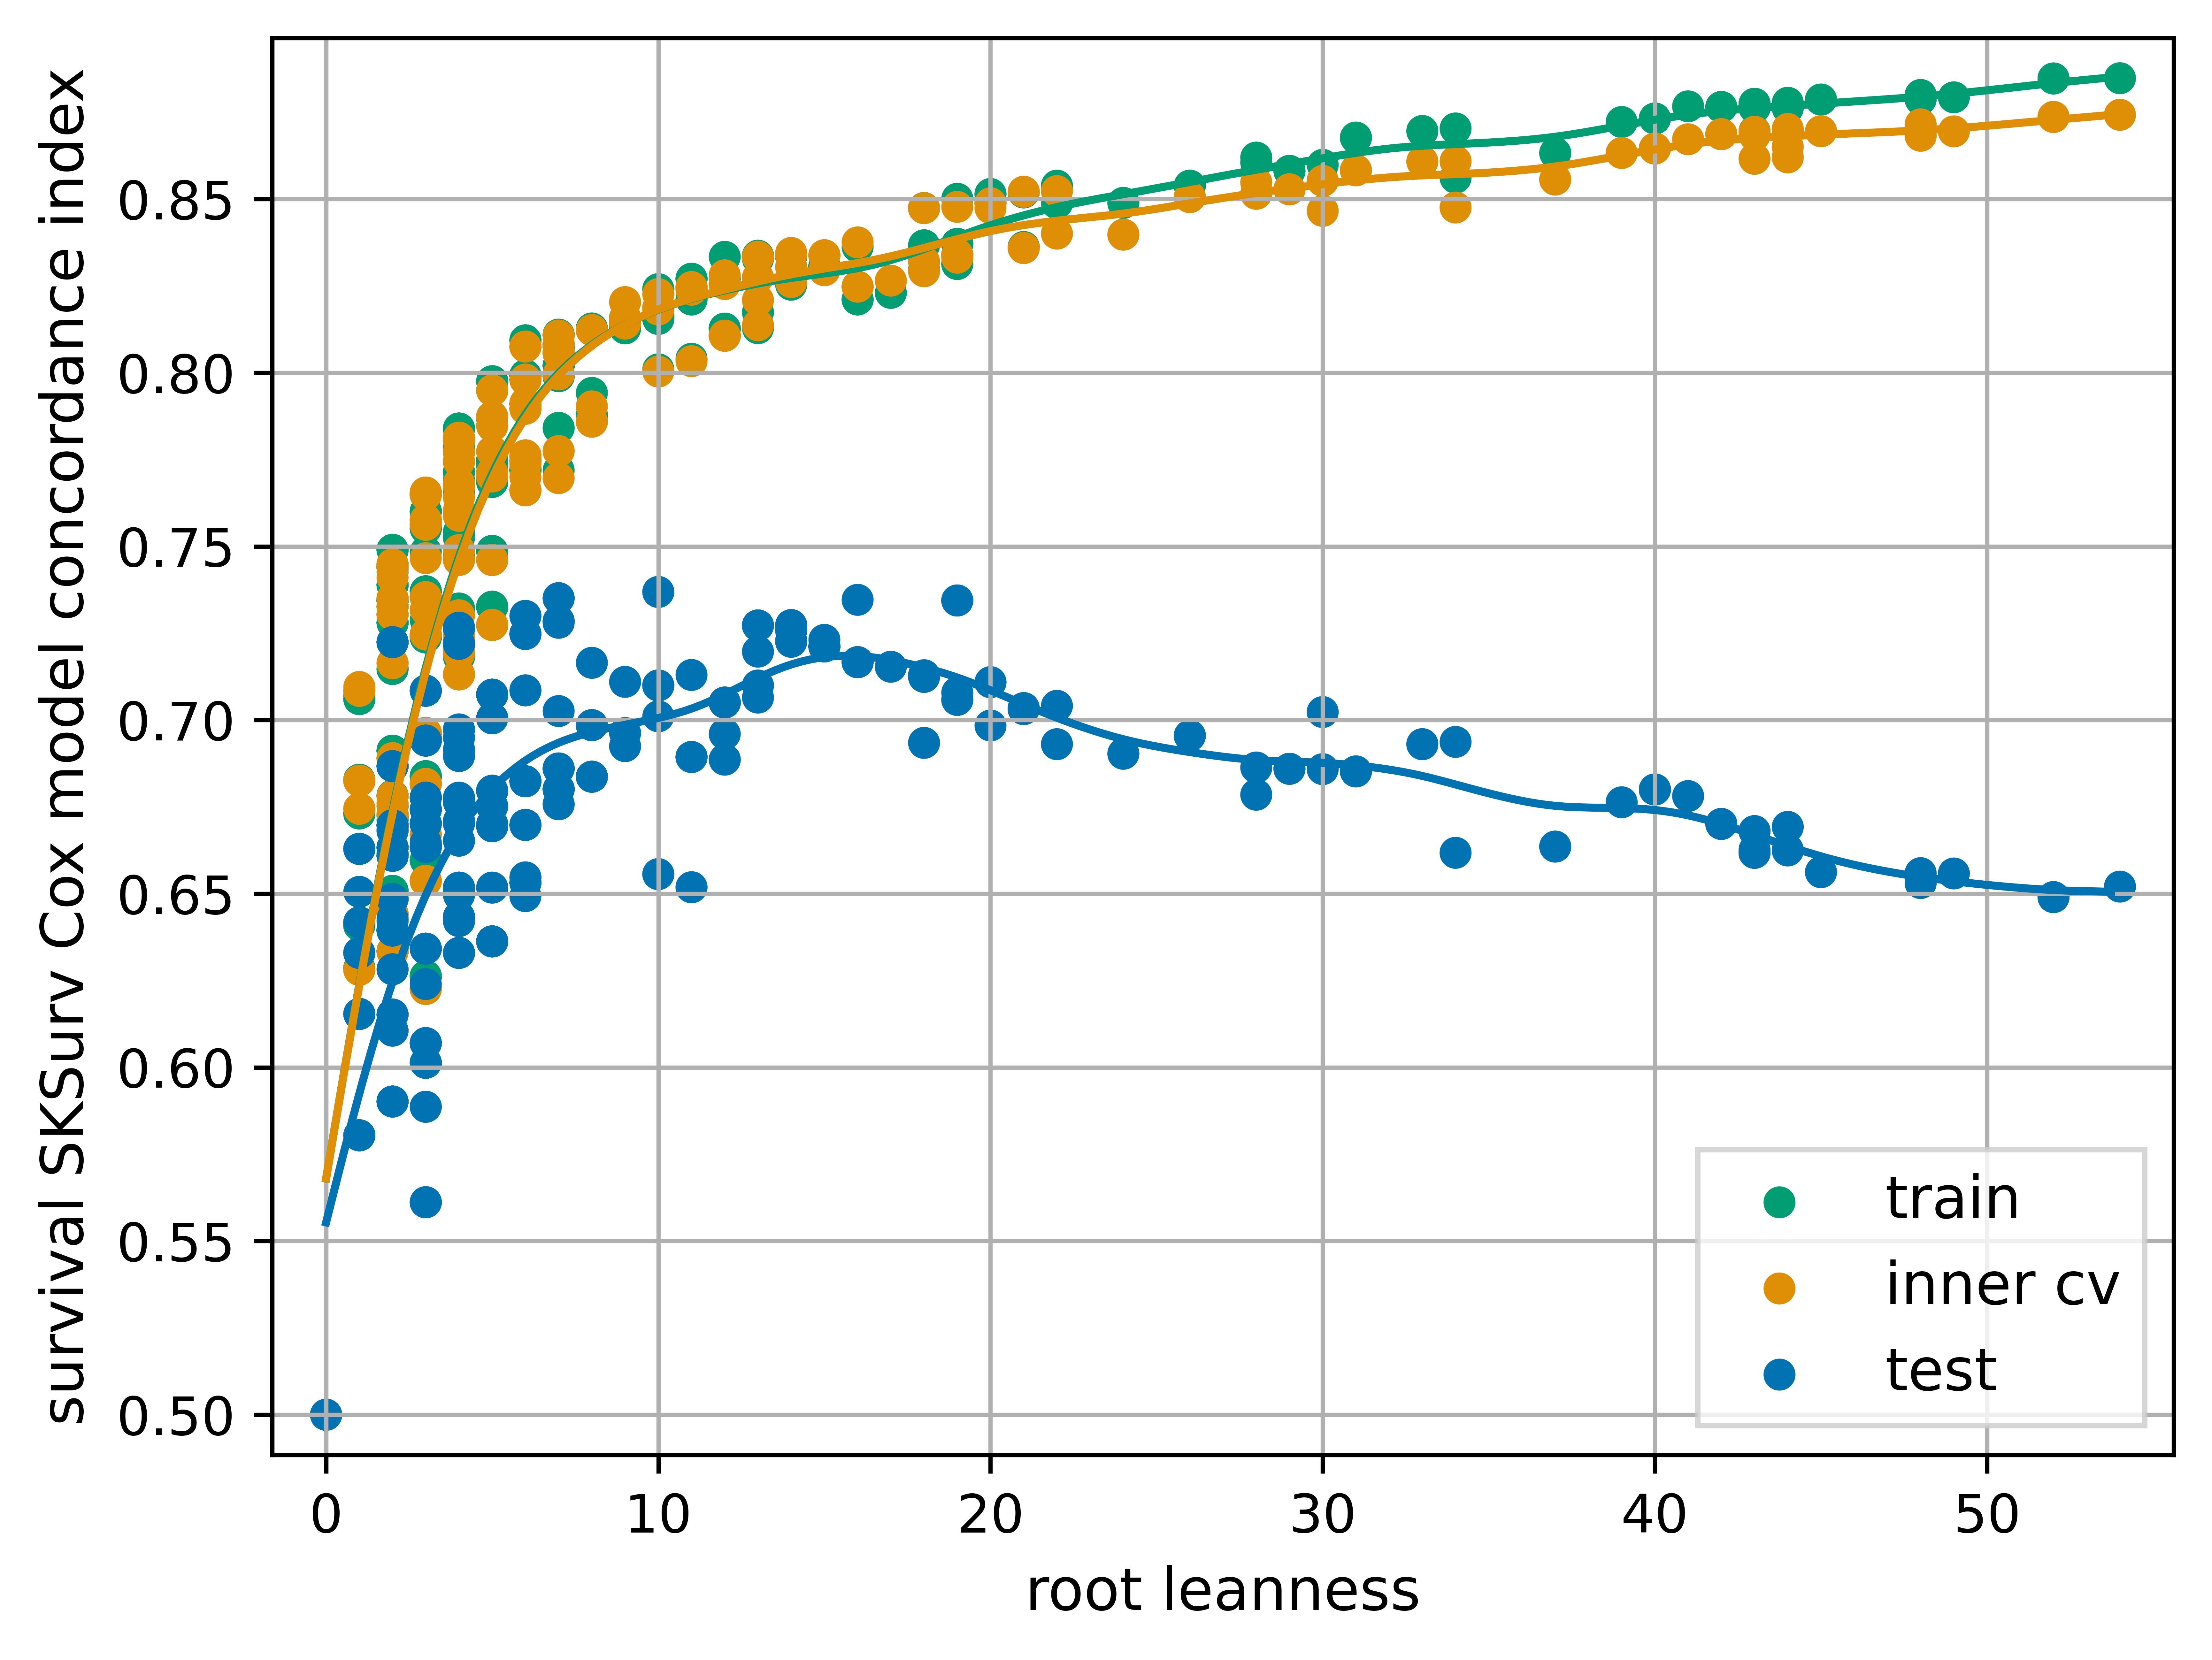 survival SKSurv Cox model concordance index
0.85
0.80
0.75
0.70
0.65
0.60
0.55
0.50
train
inner cv
test
0 10 20 30 40 50
root leanness